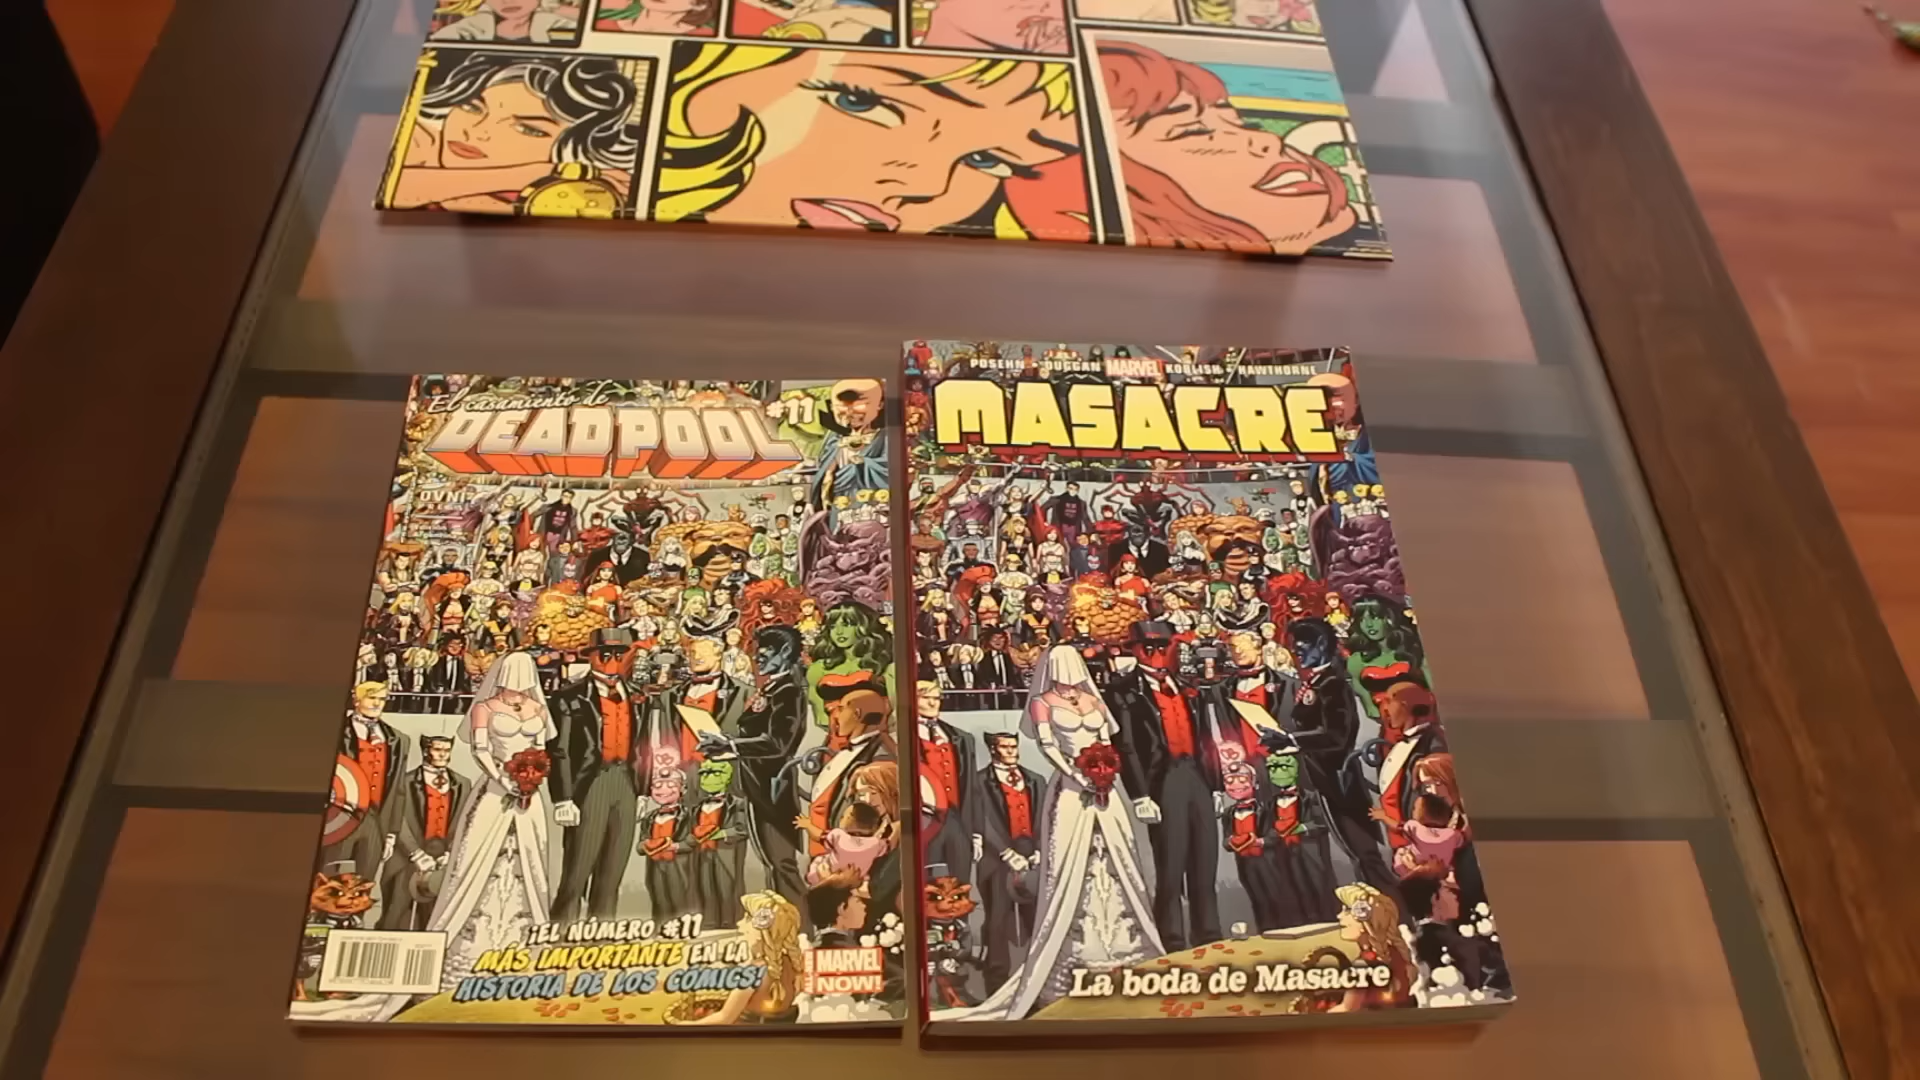 El casamiento de
DEADPOOL
#11
OVNI
¡EL NÚMERO #11
MÁS IMPORTANTE EN LA
HISTORIA DE LOS CÓMICS!
MARVEL
NOW!
POSEHN • DUGGAN MARVEL KOBLISH • HAWTHORNE
MASACRE
La boda de Masacre